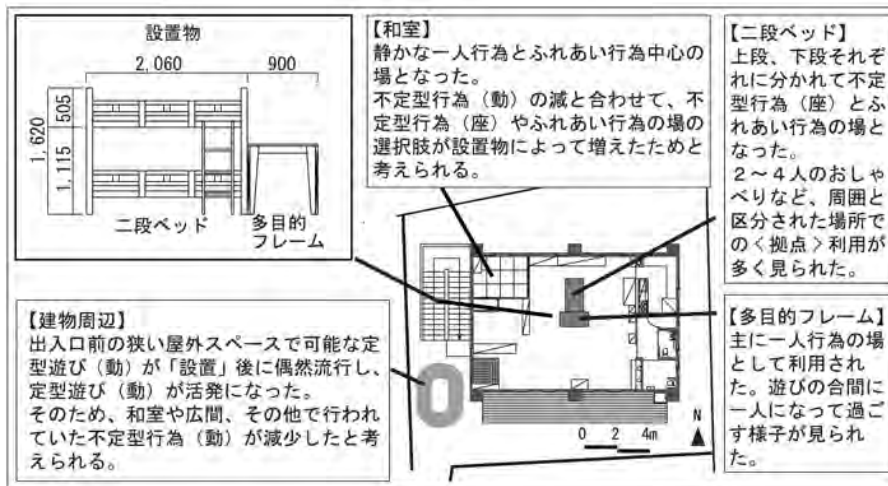 設置物
2,060
900
505
1,620
1,115
二段ベッド
多目的
フレーム
【和室】
静かな一人行為とふれあい行為中心の
場となった。
不定型行為（動）の減と合わせて、不
定型行為（座）やふれあい行為の場の
選択肢が設置物によって増えたためと
考えられる。
【二段ベッド】
上段、下段それぞ
れに分かれて不定
型行為（座）とふ
れあい行為の場と
なった。
２～４人のおしゃ
べりなど、周囲と
区分された場所で
の＜拠点＞利用が
多く見られた。
【建物周辺】
出入口前の狭い屋外スペースで可能な定
型遊び（動）が「設置」後に偶然流行し、
定型遊び（動）が活発になった。
そのため、和室や広間、その他で行われ
ていた不定型行為（動）が減少したと考
えられる。
【多目的フレーム】
主に一人行為の場
として利用され
た。遊びの合間に
一人になって過ご
す様子が見られ
た。
0 2 4m
N